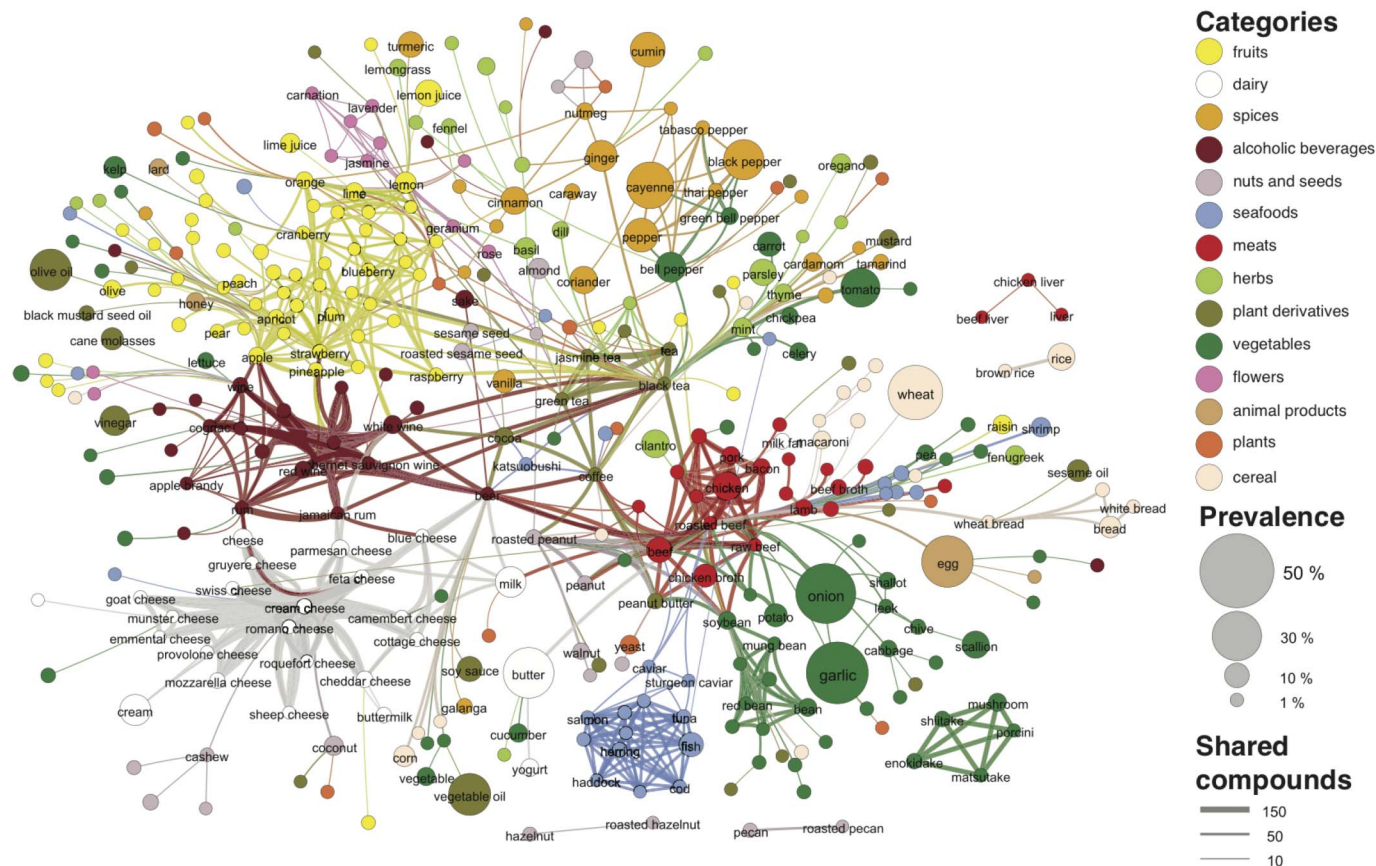 Categories
fruits
dairy
spices
alcoholic beverages
nuts and seeds
seafoods
meats
herbs
plant derivatives
vegetables
flowers
animal products
plants
cereal
Prevalence
50 %
30 %
10 %
1 %
Shared
compounds
150
50
10
turmeric
cumin
lemongrass
carnation
lavender
lemon juice
nutmeg
tabasco pepper
fennel
lime juice
ginger
black pepper
jasmine
kelp
lard
oregano
orange
lime
lemon
cayenne
thai pepper
cinnamon
caraway
green bell pepper
cranberry
geranium
dill
pepper
carrot
mustard
rose
basil
almond
bell pepper
cardamom
tamarind
olive oil
blueberry
parsley
peach
coriander
thyme
tomato
chicken liver
olive
honey
sake
beef liver
liver
black mustard seed oil
apricot
plum
chickpea
mint
pear
sesame seed
cane molasses
lettuce
apple
strawberry
roasted sesame seed
jasmine tea
tea
celery
rice
pineapple
raspberry
vanilla
black tea
brown rice
wine
green tea
wheat
vinegar
cognac
white wine
cocoa
cilantro
milk fat
macaroni
raisin
shrimp
red wine
cabernet sauvignon wine
katsuobushi
coffee
pork
bacon
pea
fenugreek
apple brandy
beer
chicken
beef broth
sesame oil
rum
jamaican rum
roasted beef
lamb
wheat bread
white bread
bread
cheese
parmesan cheese
blue cheese
roasted peanut
beef
raw beef
gruyere cheese
feta cheese
egg
swiss cheese
milk
peanut
chicken broth
shallot
goat cheese
cream cheese
peanut butter
onion
leek
munster cheese
camembert cheese
soybean
potato
chive
emmental cheese
romano cheese
cottage cheese
yeast
mung bean
cabbage
scallion
provolone cheese
roquefort cheese
walnut
caviar
mozzarella cheese
cheddar cheese
soy sauce
butter
sturgeon caviar
garlic
cream
sheep cheese
buttermilk
galanga
salmon
tuna
red bean
bean
mushroom
shiitake
porcini
cucumber
herring
fish
cashew
coconut
corn
vegetable
yogurt
haddock
cod
enokidake
matsutake
vegetable oil
hazelnut
roasted hazelnut
pecan
roasted pecan